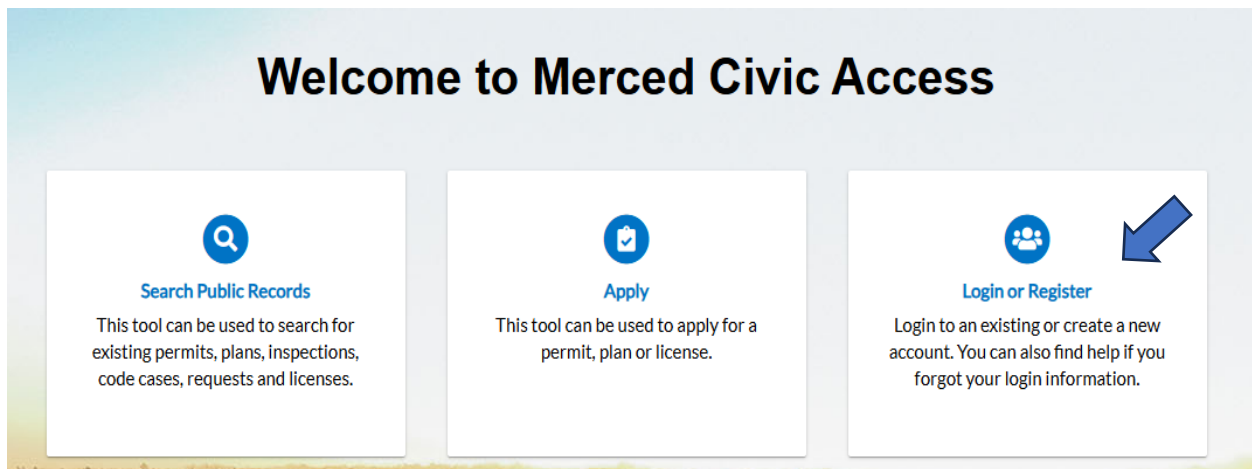 Welcome to Merced Civic Access
Search Public Records
This tool can be used to search for
existing permits, plans, inspections,
code cases, requests and licenses.
Apply
This tool can be used to apply for a
permit, plan or license.
Login or Register
Login to an existing or create a new
account. You can also find help if you
forgot your login information.